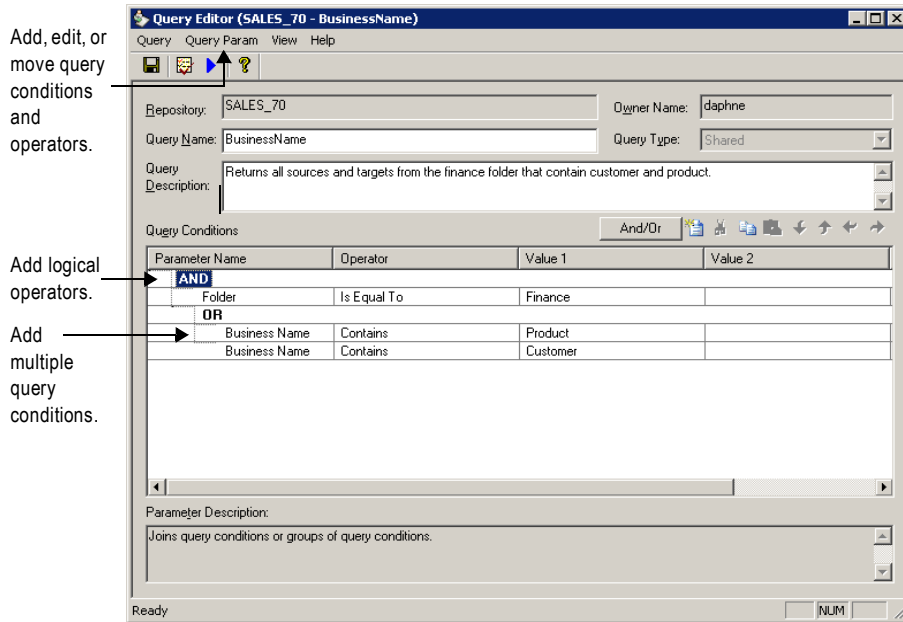 Query Editor (SALES_70 - BusinessName)
Query Query Param View Help
Add, edit, or
move query
conditions
and
operators.
Repository: SALES_70 Owner Name: daphne
Query Name: BusinessName Query Type: Shared
Query
Description: Returns all sources and targets from the finance folder that contain customer and product.
Query Conditions And/Or
Parameter Name Operator Value 1 Value 2
Add logical
operators.
AND
Folder Is Equal To Finance
OR
Add
multiple
query
conditions.
Business Name Contains Product
Business Name Contains Customer
Parameter Description:
Joins query conditions or groups of query conditions.
Ready NUM